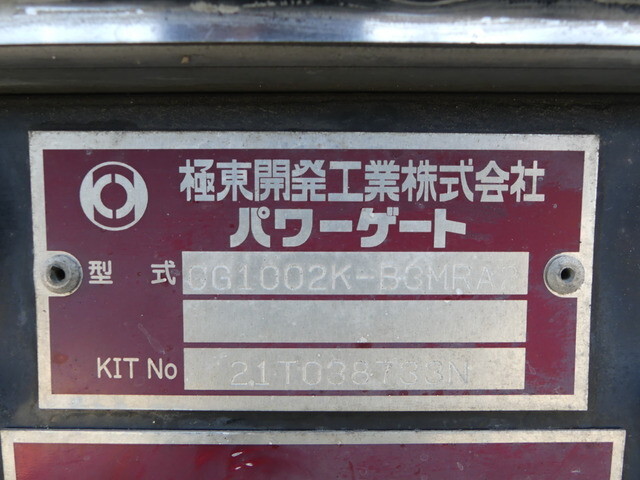 極東開発工業株式会社
パワーゲート
型式 CG1002K-BCMRA
KIT No 21T038733N